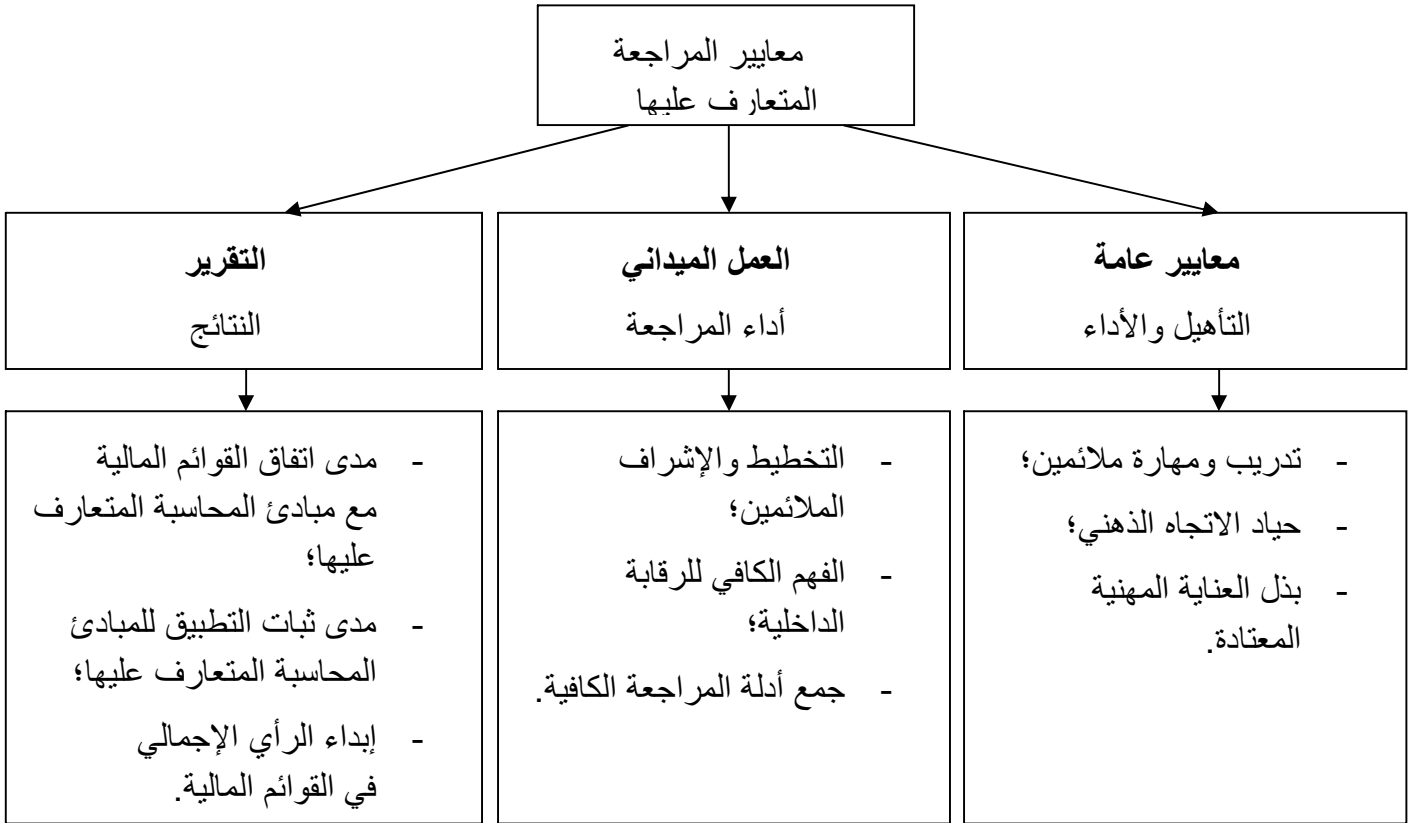 معايير المراجعة
المتعارف عليها
معايير عامة
التأهيل والأداء
العمل الميداني
أداء المراجعة
التقرير
النتائج
- تدريب ومهارة ملائمين؛
- حياد الاتجاه الذهني؛
- بذل العناية المهنية
المعتادة.
- التخطيط والإشراف
الملائمين؛
- الفهم الكافي للرقابة
الداخلية؛
- جمع أدلة المراجعة الكافية.
- مدى اتفاق القوائم المالية
مع مبادئ المحاسبة المتعارف
عليها؛
- مدى ثبات التطبيق للمبادئ
المحاسبة المتعارف عليها؛
- إبداء الرأي الإجمالي
في القوائم المالية.